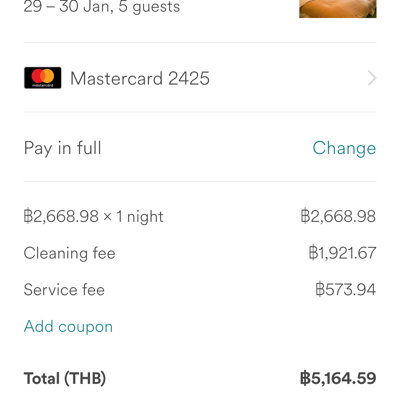 29 – 30 Jan, 5 guests
Mastercard 2425
Pay in full Change
฿2,668.98 × 1 night ฿2,668.98
Cleaning fee ฿1,921.67
Service fee ฿573.94
Add coupon
Total (THB) ฿5,164.59